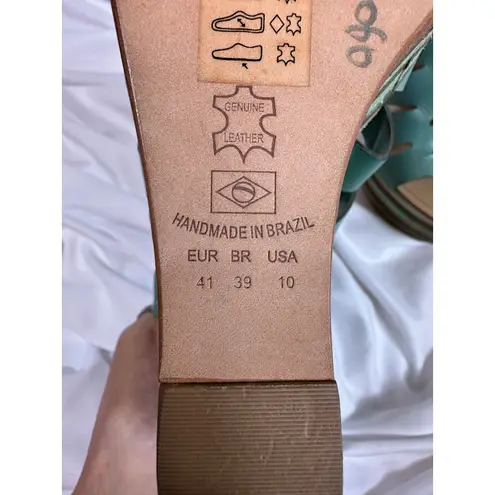 GENUINE
LEATHER
HANDMADE IN BRAZIL
EUR BR USA
41 39 10